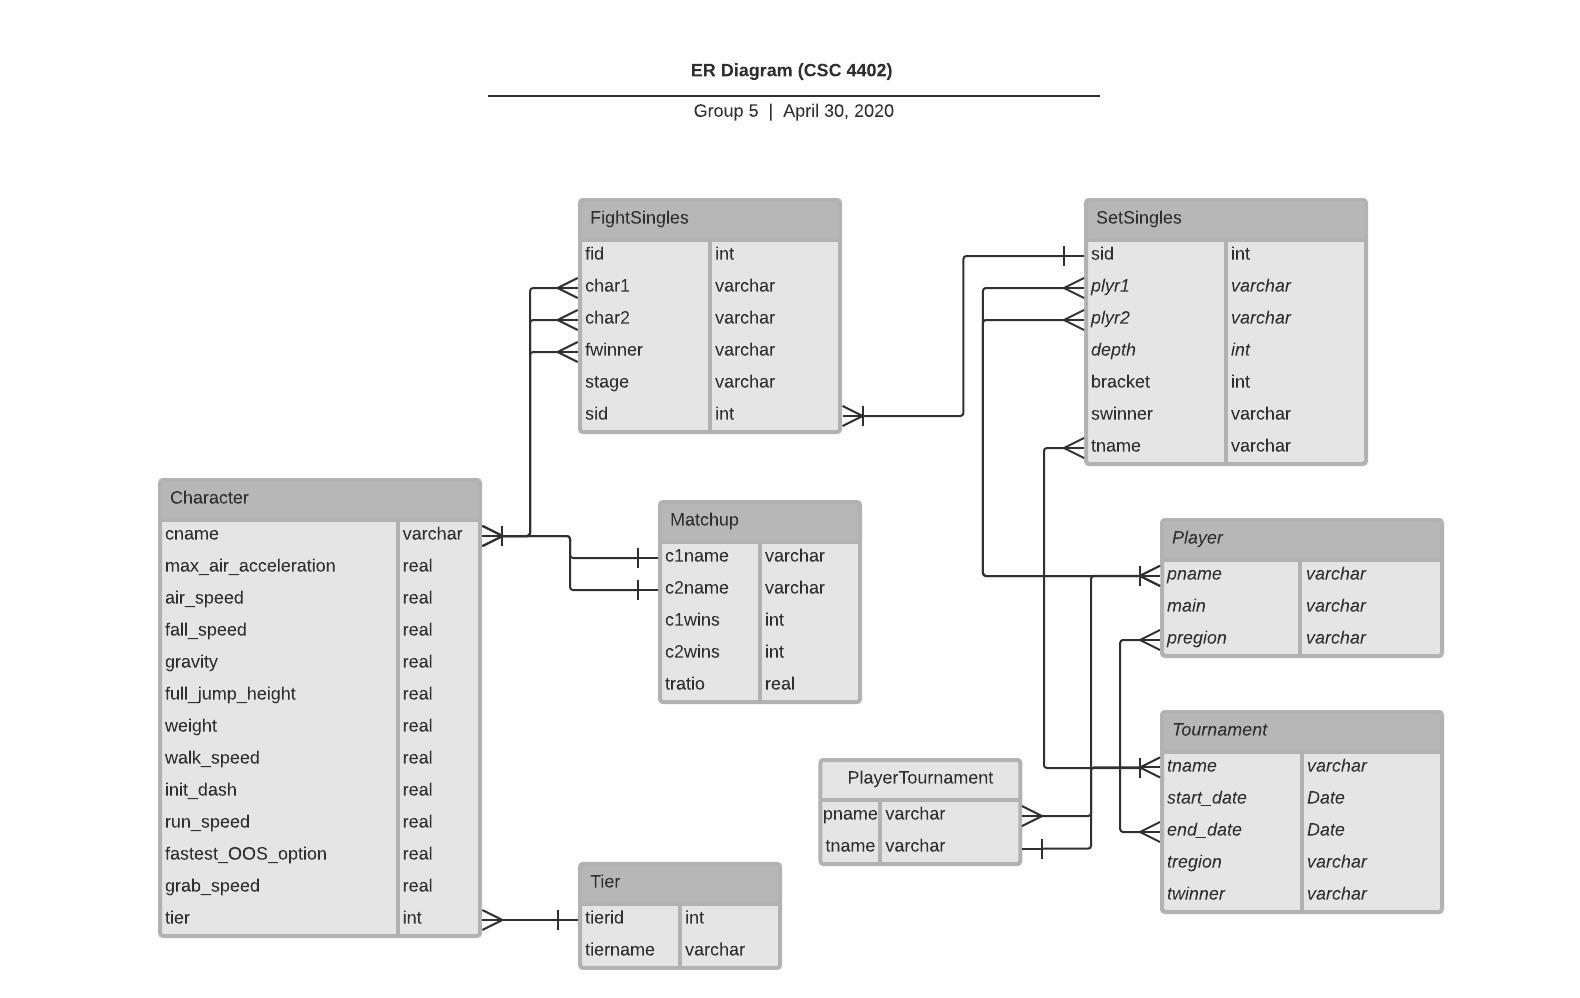 ER Diagram (CSC 4402)
Group 5 | April 30, 2020
FightSingles
fid int
char1 varchar
char2 varchar
fwinner varchar
stage varchar
sid int
SetSingles
sid int
plyr1 varchar
plyr2 varchar
depth int
bracket int
swinner varchar
tname varchar
Character
cname varchar
max_air_acceleration real
air_speed real
fall_speed real
gravity real
full_jump_height real
weight real
walk_speed real
init_dash real
run_speed real
fastest_OOS_option real
grab_speed real
tier int
Matchup
c1name varchar
c2name varchar
c1wins int
c2wins int
tratio real
Player
pname varchar
main varchar
pregion varchar
PlayerTournament
pname varchar
tname varchar
Tournament
tname varchar
start_date Date
end_date Date
tregion varchar
twinner varchar
Tier
tierid int
tiername varchar